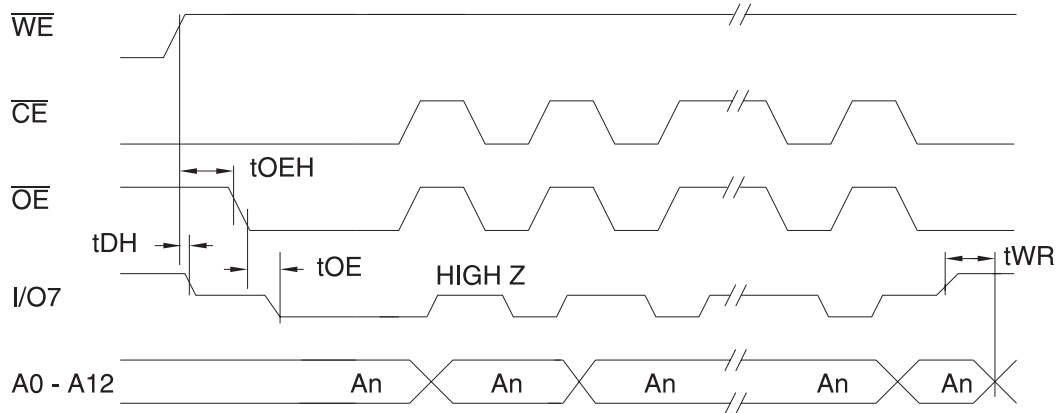 WE
CE
tOEH
OE
tDH
tOE
HIGH Z
tWR
I/O7
A0 - A12
An An An An An